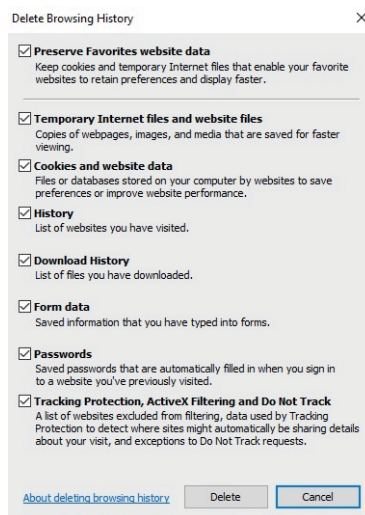 Delete Browsing History
Preserve Favorites website data
Keep cookies and temporary Internet files that enable your favorite
websites to retain preferences and display faster.
Temporary Internet files and website files
Copies of webpages, images, and media that are saved for faster
viewing.
Cookies and website data
Files or databases stored on your computer by websites to save
preferences or improve website performance.
History
List of websites you have visited.
Download History
List of files you have downloaded.
Form data
Saved information that you have typed into forms.
Passwords
Saved passwords that are automatically filled in when you sign in
to a website you've previously visited.
Tracking Protection, ActiveX Filtering and Do Not Track
A list of websites excluded from filtering, data used by Tracking
Protection to detect where sites might automatically be sharing details
about your visit, and exceptions to Do Not Track requests.
About deleting browsing history Delete Cancel